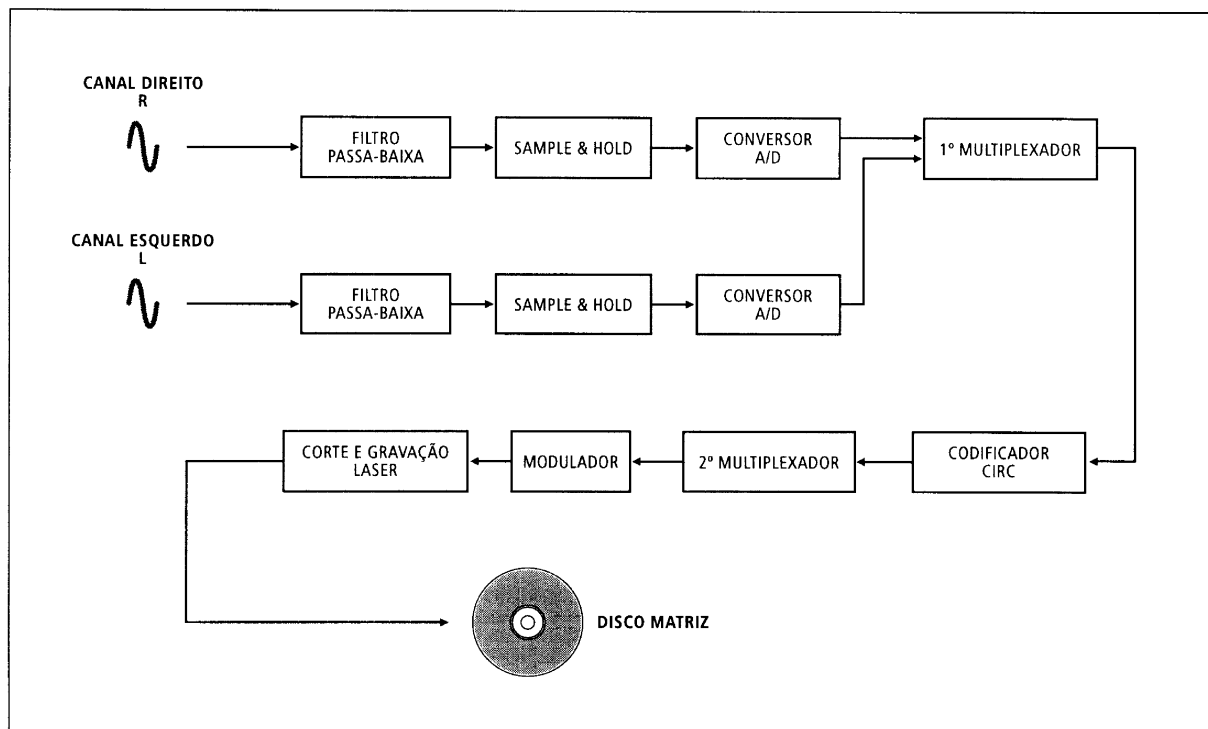 CANAL DIREITO
R
FILTRO
PASSA-BAIXA
SAMPLE & HOLD
CONVERSOR
A/D
1º MULTIPLEXADOR
CANAL ESQUERDO
L
FILTRO
PASSA-BAIXA
SAMPLE & HOLD
CONVERSOR
A/D
CORTE E GRAVAÇÃO
LASER
MODULADOR
2º MULTIPLEXADOR
CODIFICADOR
CIRC
DISCO MATRIZ